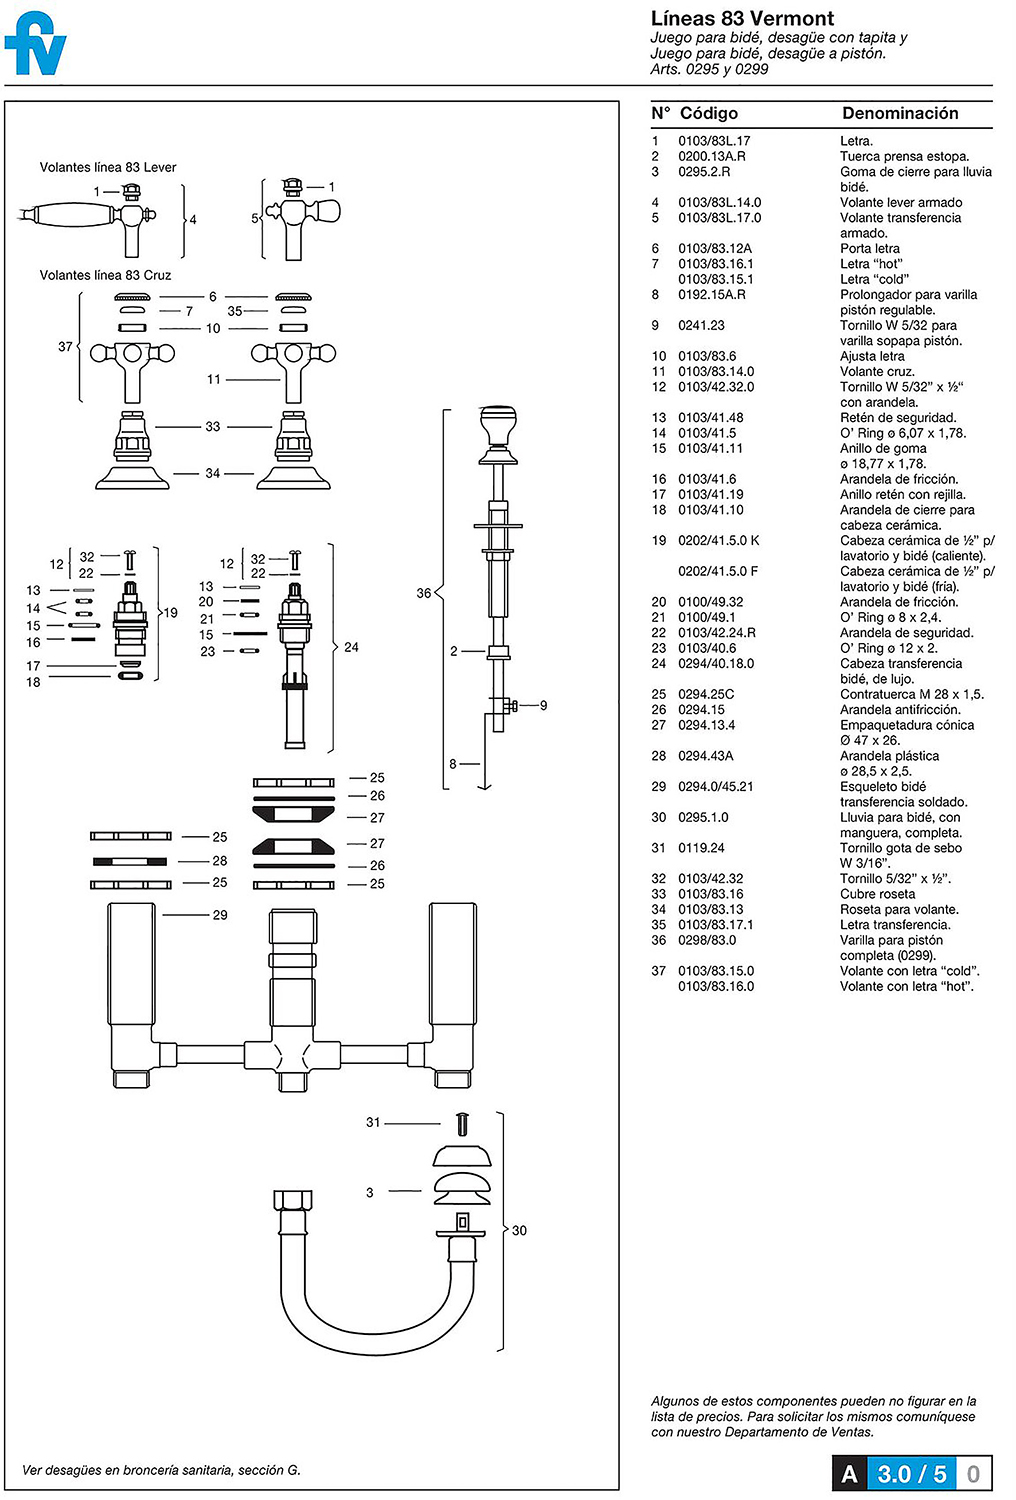 fv
Líneas 83 Vermont
Juego para bidé, desagüe con tapita y
Juego para bidé, desagüe a pistón.
Arts. 0295 y 0299
Volantes línea 83 Lever
1
1
4
5
Volantes línea 83 Cruz
6
7
35
10
37
11
33
34
12
32
22
13
14
15
16
17
18
19
12
32
22
13
20
21
15
23
24
36
2
9
8
25
26
27
25
27
28
26
25
25
29
31
3
30
Ver desagües en broncería sanitaria, sección G.
N° Código Denominación
1 0103/83L.17 Letra.
2 0200.13A.R Tuerca prensa estopa.
3 0295.2.R Goma de cierre para lluvia
bidé.
4 0103/83L.14.0 Volante lever armado
5 0103/83L.17.0 Volante transferencia
armado.
6 0103/83.12A Porta letra
7 0103/83.16.1 Letra “hot”
0103/83.15.1 Letra “cold”
8 0192.15A.R Prolongador para varilla
pistón regulable.
9 0241.23 Tornillo W 5/32 para
varilla sopapa pistón.
10 0103/83.6 Ajusta letra
11 0103/83.14.0 Volante cruz.
12 0103/42.32.0 Tornillo W 5/32” x ½“
con arandela.
13 0103/41.48 Retén de seguridad.
14 0103/41.5 O’ Ring ø 6,07 x 1,78.
15 0103/41.11 Anillo de goma
ø 18,77 x 1,78.
16 0103/41.6 Arandela de fricción.
17 0103/41.19 Anillo retén con rejilla.
18 0103/41.10 Arandela de cierre para
cabeza cerámica.
19 0202/41.5.0 K Cabeza cerámica de ½” p/
lavatorio y bidé (caliente).
0202/41.5.0 F Cabeza cerámica de ½” p/
lavatorio y bidé (fría).
20 0100/49.32 Arandela de fricción.
21 0100/49.1 O’ Ring ø 8 x 2,4.
22 0103/42.24.R Arandela de seguridad.
23 0103/40.6 O’ Ring ø 12 x 2.
24 0294/40.18.0 Cabeza transferencia
bidé, de lujo.
25 0294.25C Contratuerca M 28 x 1,5.
26 0294.15 Arandela antifricción.
27 0294.13.4 Empaquetadura cónica
Ø 47 x 26.
28 0294.43A Arandela plástica
ø 28,5 x 2,5.
29 0294.0/45.21 Esqueleto bidé
transferencia soldado.
30 0295.1.0 Lluvia para bidé, con
manguera, completa.
31 0119.24 Tornillo gota de sebo
W 3/16”.
32 0103/42.32 Tornillo 5/32” x ½”.
33 0103/83.16 Cubre roseta
34 0103/83.13 Roseta para volante.
35 0103/83.17.1 Letra transferencia.
36 0298/83.0 Varilla para pistón
completa (0299).
37 0103/83.15.0 Volante con letra “cold”.
0103/83.16.0 Volante con letra “hot”.
Algunos de estos componentes pueden no figurar en la
lista de precios. Para solicitar los mismos comuníquese
con nuestro Departamento de Ventas.
A 3.0 / 5 0